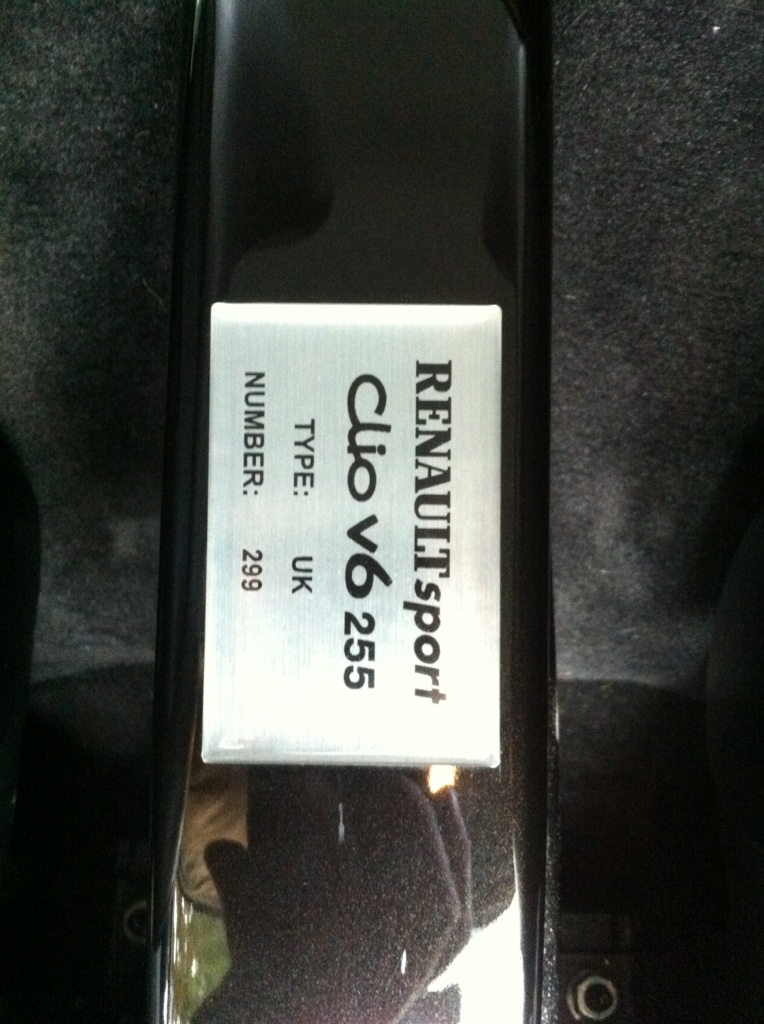 RENAULT sport
Clio V6 255
TYPE: UK
NUMBER: 299